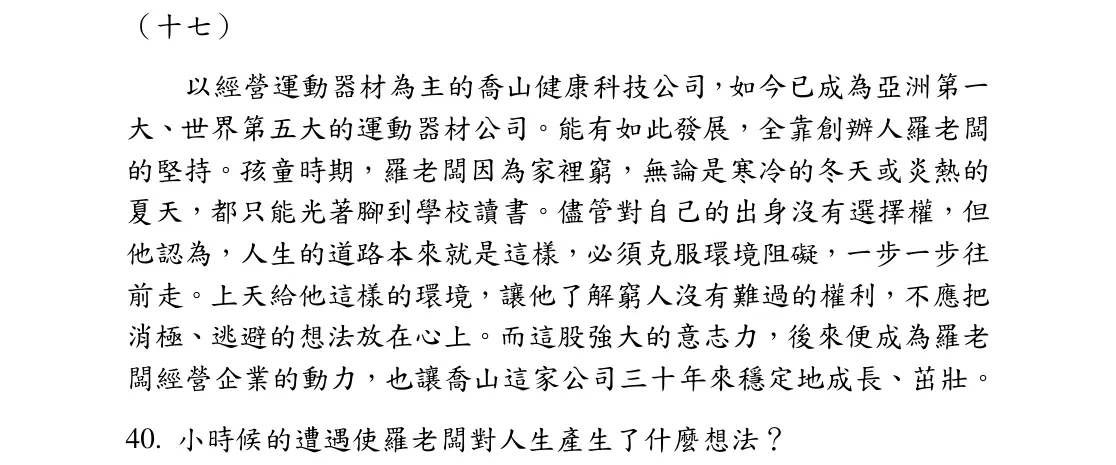 （十七）
以經營運動器材為主的喬山健康科技公司，如今已成為亞洲第一
大、世界第五大的運動器材公司。能有如此發展，全靠創辦人羅老闆
的堅持。孩童時期，羅老闆因為家裡窮，無論是寒冷的冬天或炎熱的
夏天，都只能光著腳到學校讀書。儘管對自己的出身沒有選擇權，但
他認為，人生的道路本來就是這樣，必須克服環境阻礙，一步一步往
前走。上天給他這樣的環境，讓他了解窮人沒有難過的權利，不應把
消極、逃避的想法放在心上。而這股強大的意志力，後來便成為羅老
闆經營企業的動力，也讓喬山這家公司三十年來穩定地成長、茁壯。
40. 小時候的遭遇使羅老闆對人生產生了什麼想法？